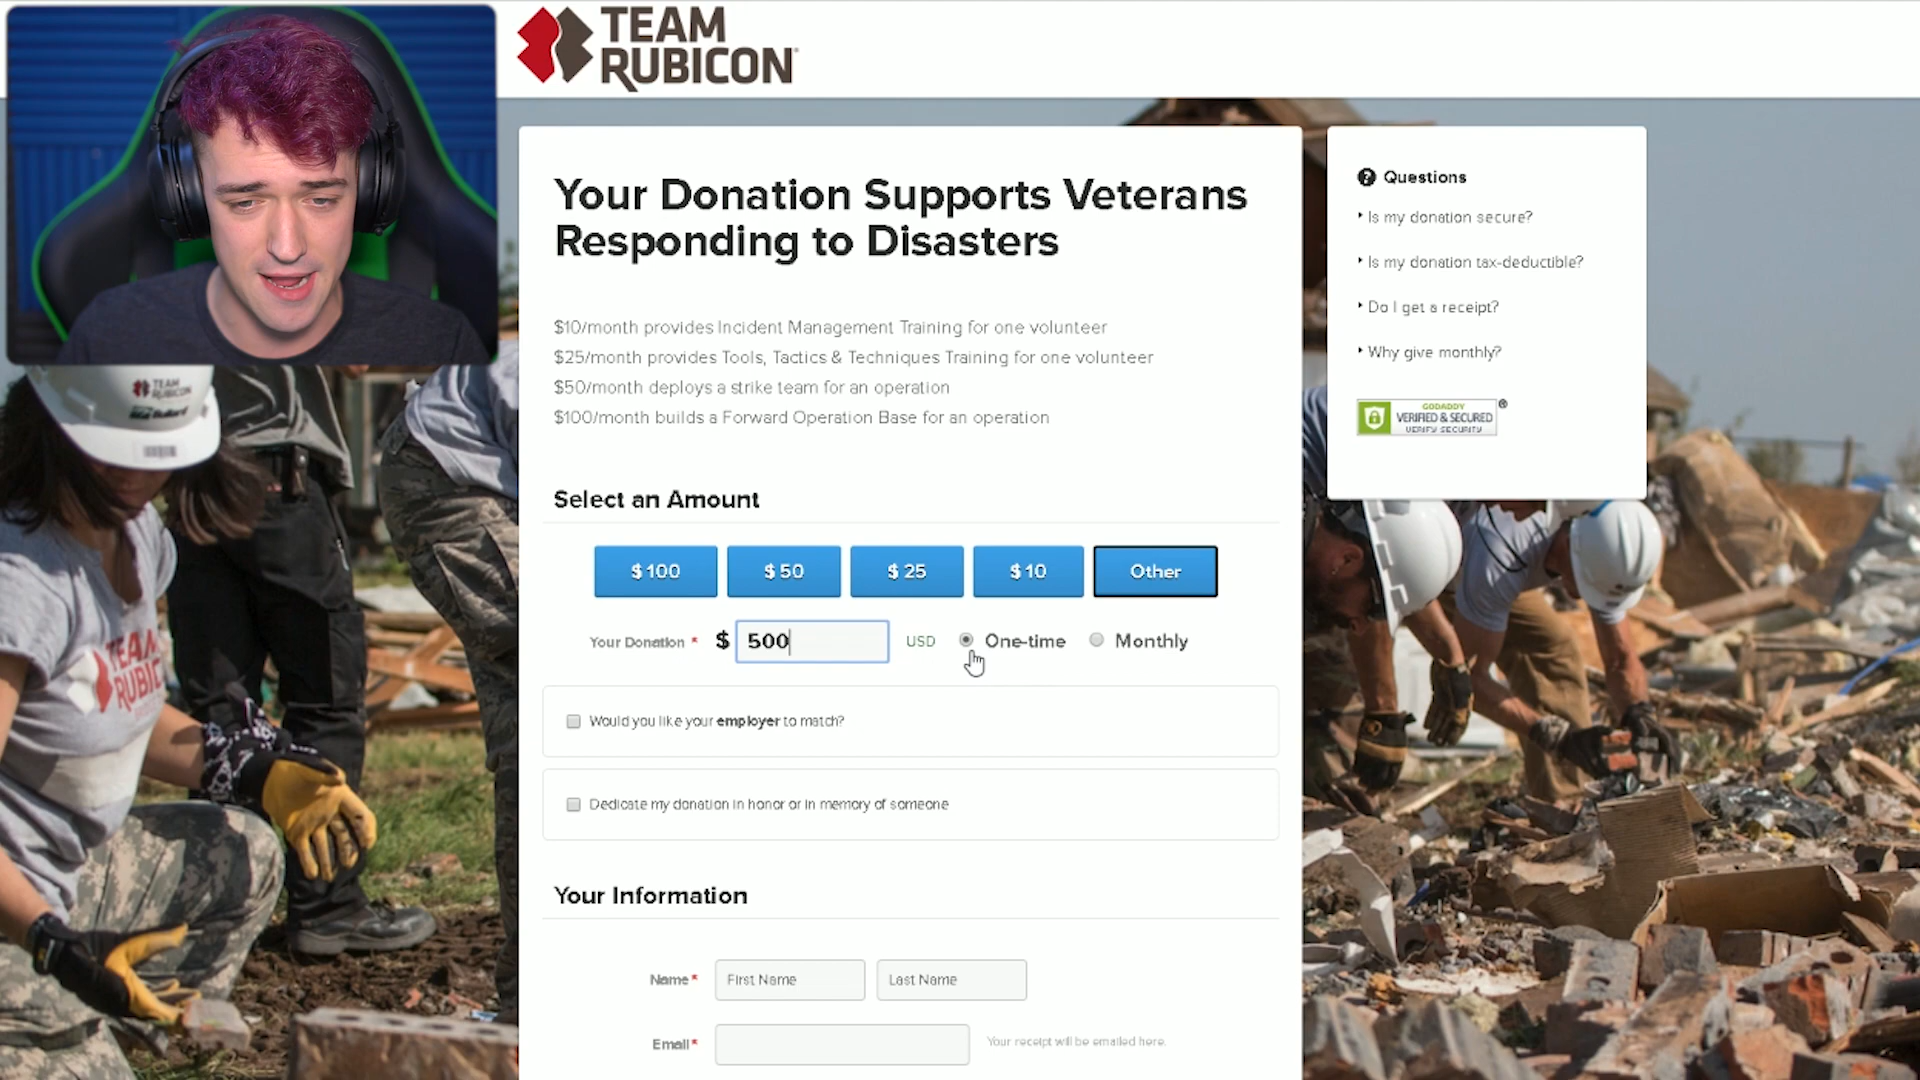 TEAM
RUBICON
Your Donation Supports Veterans
Responding to Disasters
$10/month provides Incident Management Training for one volunteer
$25/month provides Tools, Tactics & Techniques Training for one volunteer
$50/month deploys a strike team for an operation
$100/month builds a Forward Operation Base for an operation
Select an Amount
$100 $50 $25 $10 Other
Your Donation * $ 500 USD One-time Monthly
Would you like your employer to match?
Dedicate my donation in honor or in memory of someone
Your Information
Name* First Name Last Name
Email* Your receipt will be emailed here.
? Questions
Is my donation secure?
Is my donation tax-deductible?
Do I get a receipt?
Why give monthly?
GODADDY
VERIFIED & SECURED
VERIFY SECURITY
TEAM
RUBICON
TEAM
RUBIC